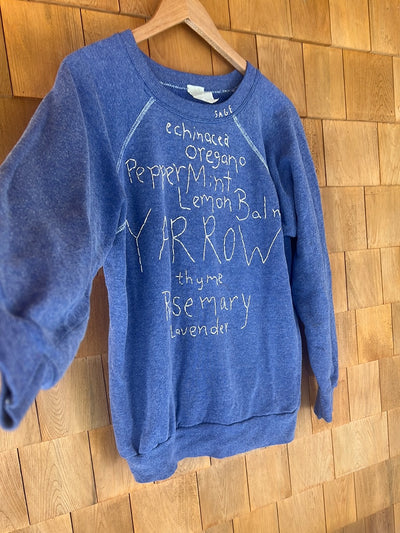 SAGE
echinacea
oregano
PepperMint
Lemon Balm
YARROW
thyme
Rosemary
Lavender